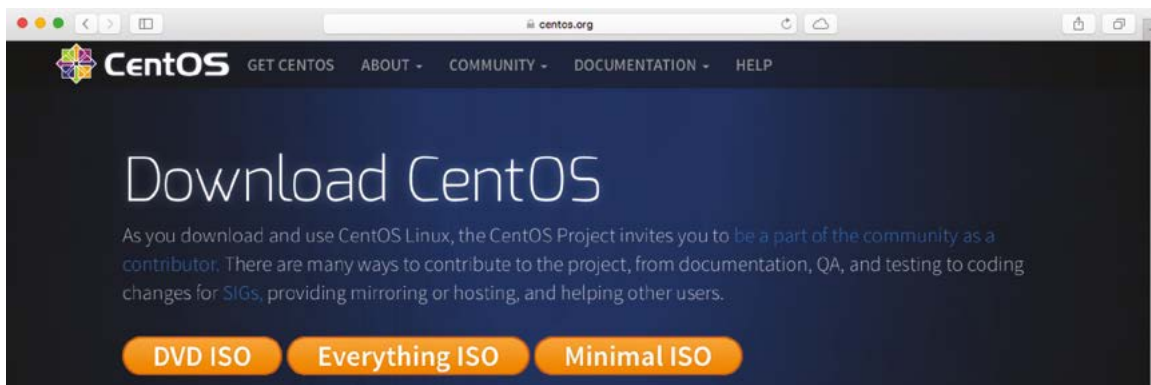 centos.org
CentOS GET CENTOS ABOUT COMMUNITY DOCUMENTATION HELP
Download CentOS
As you download and use CentOS Linux, the CentOS Project invites you to be a part of the community as a
contributor. There are many ways to contribute to the project, from documentation, QA, and testing to coding
changes for SIGs, providing mirroring or hosting, and helping other users.
DVD ISO Everything ISO Minimal ISO